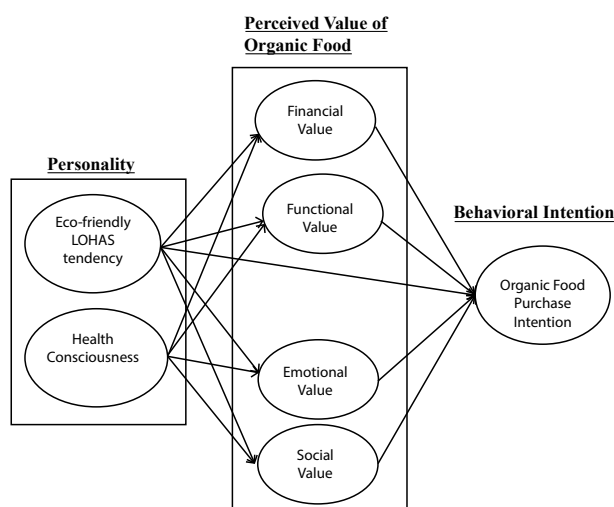 Perceived Value of
Organic Food
Financial
Value
Personality
Functional
Value
Eco-friendly
LOHAS
tendency
Behavioral Intention
Organic Food
Purchase
Intention
Health
Consciousness
Emotional
Value
Social
Value